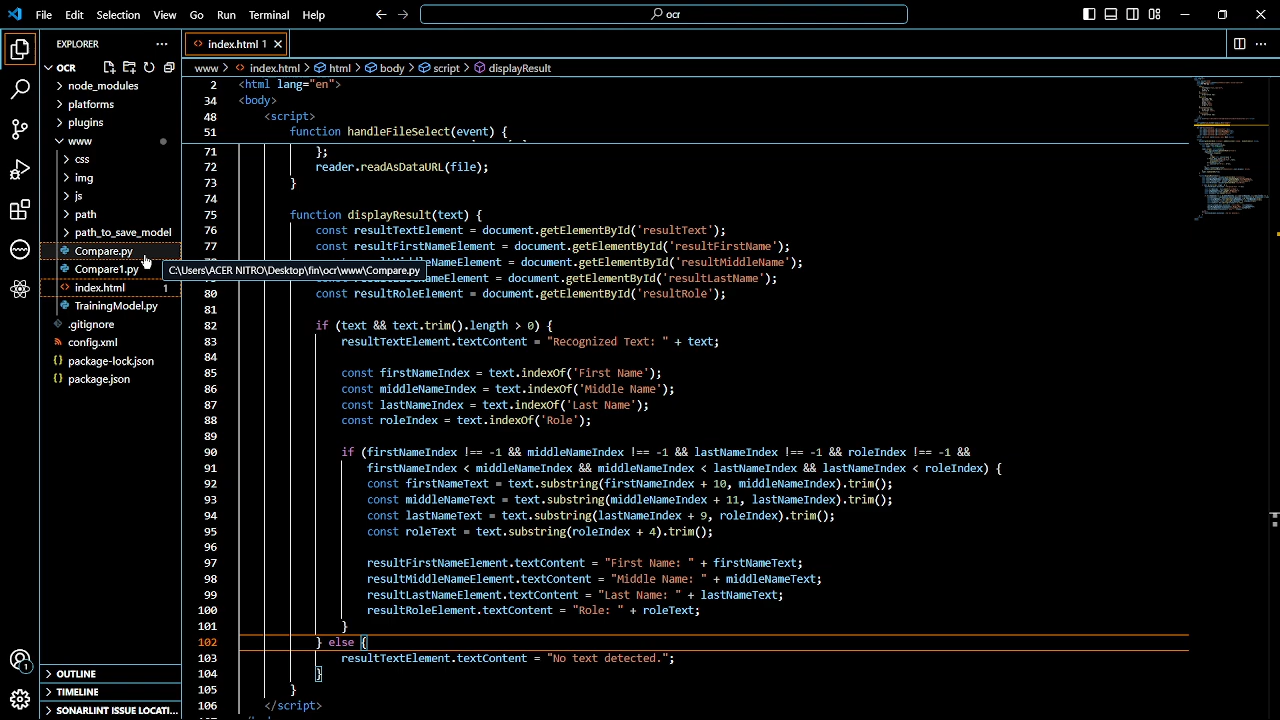 File Edit Selection View Go Run Terminal Help
ocr
EXPLORER
OCR
node_modules
platforms
plugins
www
css
img
js
path
path_to_save_model
Compare.py
Compare1.py
index.html 1
TrainingModel.py
.gitignore
config.xml
package-lock.json
package.json
OUTLINE
TIMELINE
SONARLINT ISSUE LOCATI...
1
index.html 1
www > index.html > html > body > script > displayResult
2 <html lang="en">
34 <body>
48 <script>
51 function handleFileSelect(event) {
71 };
72 reader.readAsDataURL(file);
73 }
74
75 function displayResult(text) {
76 const resultTextElement = document.getElementById('resultText');
77 const resultFirstNameElement = document.getElementById('resultFirstName');
Element = document.getElementById('resultMiddleName');
C:\Users\ACER NITRO\Desktop\fin\ocr\www\Compare.py
Element = document.getElementById('resultLastName');
80 const resultRoleElement = document.getElementById('resultRole');
81
82 if (text && text.trim().length > 0) {
83 resultTextElement.textContent = "Recognized Text: " + text;
84
85 const firstNameIndex = text.indexOf('First Name');
86 const middleNameIndex = text.indexOf('Middle Name');
87 const lastNameIndex = text.indexOf('Last Name');
88 const roleIndex = text.indexOf('Role');
89
90 if (firstNameIndex !== -1 && middleNameIndex !== -1 && lastNameIndex !== -1 && roleIndex !== -1 &&
91 firstNameIndex < middleNameIndex && middleNameIndex < lastNameIndex && lastNameIndex < roleIndex) {
92 const firstNameText = text.substring(firstNameIndex + 10, middleNameIndex).trim();
93 const middleNameText = text.substring(middleNameIndex + 11, lastNameIndex).trim();
94 const lastNameText = text.substring(lastNameIndex + 9, roleIndex).trim();
95 const roleText = text.substring(roleIndex + 4).trim();
96
97 resultFirstNameElement.textContent = "First Name: " + firstNameText;
98 resultMiddleNameElement.textContent = "Middle Name: " + middleNameText;
99 resultLastNameElement.textContent = "Last Name: " + lastNameText;
100 resultRoleElement.textContent = "Role: " + roleText;
101 }
102 } else {
103 resultTextElement.textContent = "No text detected.";
104 }
105 }
106 </script>